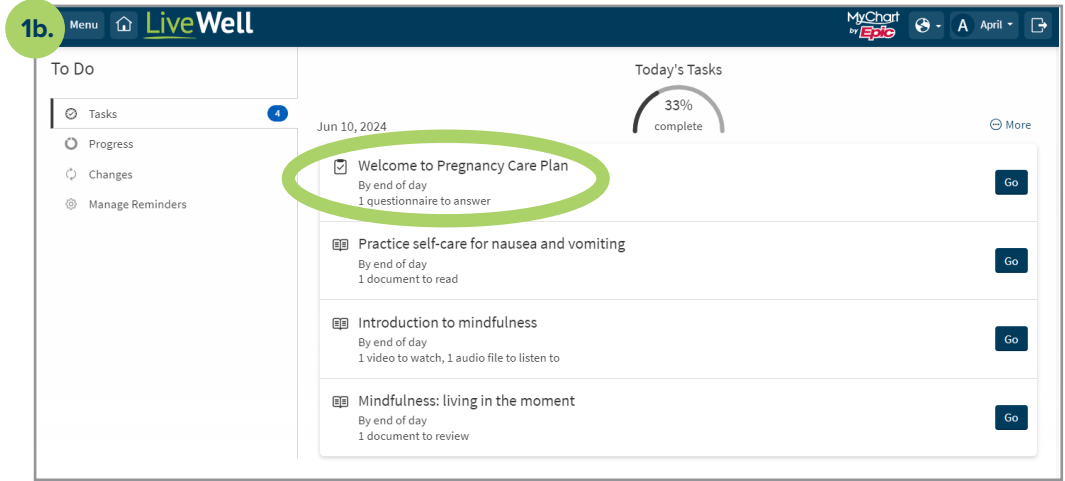 1b.
Menu LiveWell
MyChart
by Epic
A April
To Do
Tasks 4
Progress
Changes
Manage Reminders
Today's Tasks
33%
complete
Jun 10, 2024
More
Welcome to Pregnancy Care Plan
By end of day
1 questionnaire to answer
Go
Practice self-care for nausea and vomiting
By end of day
1 document to read
Go
Introduction to mindfulness
By end of day
1 video to watch, 1 audio file to listen to
Go
Mindfulness: living in the moment
By end of day
1 document to review
Go